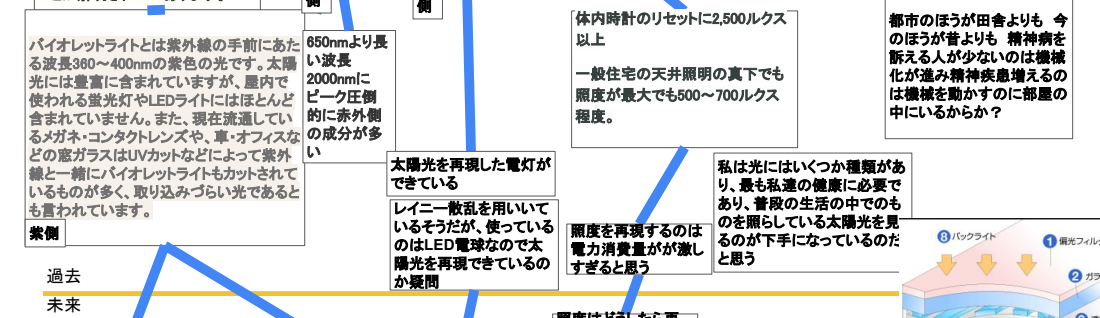 側
側
バイオレットライトとは紫外線の手前にあた
る波長360～400nmの紫色の光です。太陽
光には豊富に含まれていますが、屋内で
使われる蛍光灯やLEDライトにはほとんど
含まれていません。また、現在流通してい
るメガネ・コンタクトレンズや、車・オフィスな
どの窓ガラスはUVカットなどによって紫外
線と一緒にバイオレットライトもカットされて
いるものが多く、取り込みづらい光であると
も言われています。
紫側
650nmより長
い波長
2000nmに
ピーク圧倒
的に赤外側
の成分が多
い
太陽光を再現した電灯が
できている
レイニー散乱を用いいて
いるそうだが、使っている
のはLED電球なので太
陽光を再現できているの
か疑問
体内時計のリセットに2,500ルクス
以上
一般住宅の天井照明の真下でも
照度が最大でも500～700ルクス
程度。
照度を再現するのは
電力消費量がが激し
すぎると思う
私は光にはいくつか種類があ
り、最も私達の健康に必要で
あり、普段の生活の中でのも
のを照らしている太陽光を見
るのが下手になっているのだ
と思う
都市のほうが田舎よりも 今
のほうが昔よりも 精神病を
訴える人が少ないのは機械
化が進み精神疾患増えるの
は機械を動かすのに部屋の
中にいるからか？
過去
未来
8 バックライト
1 偏光フィル
2 ガラ